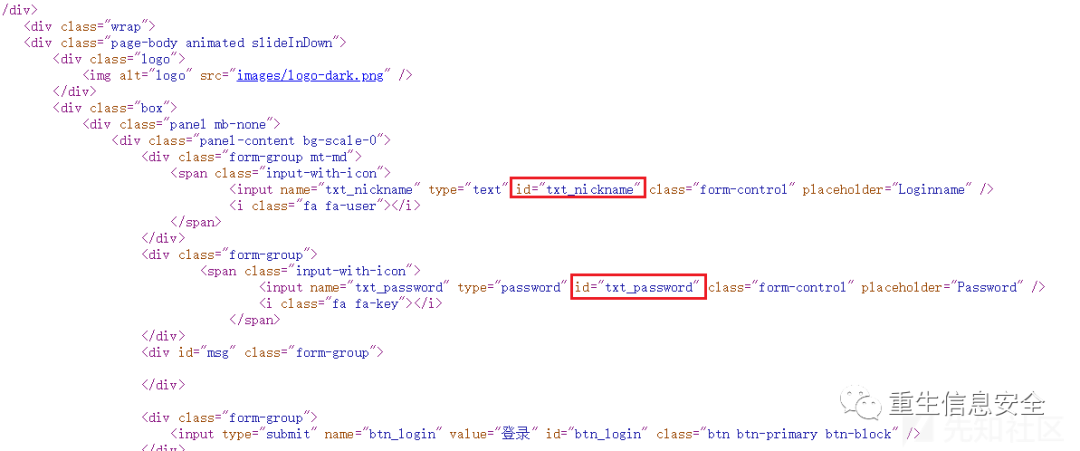 /div>
<div class="wrap">
<div class="page-body animated slideInDown">
<div class="logo">
<img alt="logo" src="images/logo-dark.png" />
</div>
<div class="box">
<div class="panel mb-none">
<div class="panel-content bg-scale-0">
<div class="form-group mt-md">
<span class="input-with-icon">
<input name="txt_nickname" type="text" id="txt_nickname" class="form-control" placeholder="Loginname" />
<i class="fa fa-user"></i>
</span>
</div>
<div class="form-group">
<span class="input-with-icon">
<input name="txt_password" type="password" id="txt_password" class="form-control" placeholder="Password" />
<i class="fa fa-key"></i>
</span>
</div>
<div id="msg" class="form-group">
</div>
重生信息安全
<div class="form-group">
<input type="submit" name="btn_login" value="登录" id="btn_login" class="btn btn-primary btn-block" />
先知社区
</div>